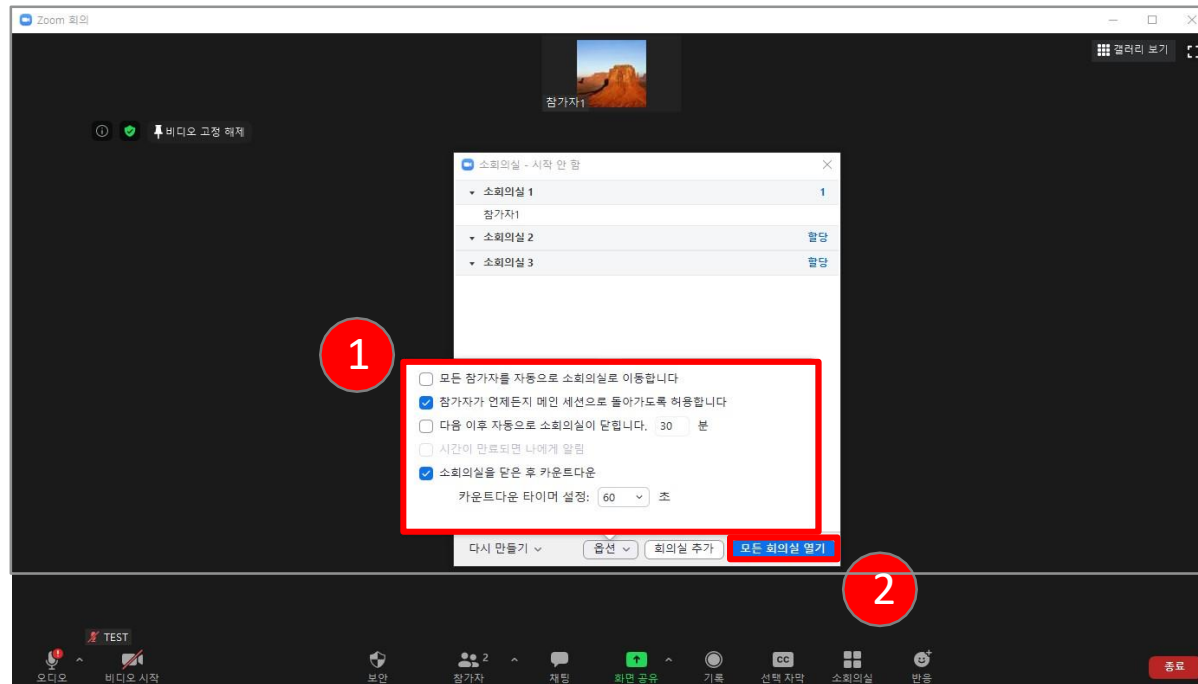 Zoom 회의
갤러리 보기
참가자1
비디오 고정 해제
소회의실 - 시작 안 함
소회의실 1 1
참가자1
소회의실 2 할당
소회의실 3 할당
1
모든 참가자를 자동으로 소회의실로 이동합니다
참가자가 언제든지 메인 세션으로 돌아가도록 허용합니다
다음 이후 자동으로 소회의실이 닫힙니다. 30 분
시간이 만료되면 나에게 알림
소회의실을 닫은 후 카운트다운
카운트다운 타이머 설정: 60 초
다시 만들기 옵션 회의실 추가 모든 회의실 열기
2
TEST
오디오 비디오 시작 보안 참가자 2 채팅 화면 공유 기록 CC 선택 자막 소회의실 반응 종료